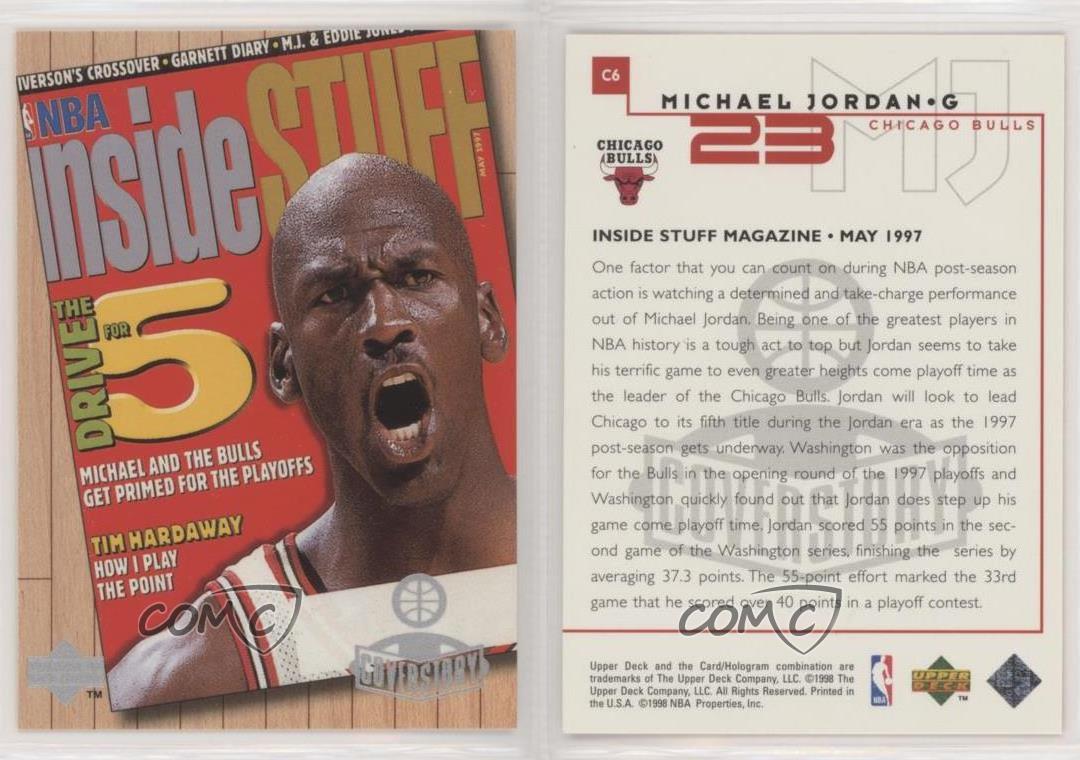 IVERSON'S CROSSOVER • GARNETT DIARY • M.J. & EDDIE JONES
NBA
inside STUFF
MAY 1997
THE DRIVE FOR 5
MICHAEL AND THE BULLS
GET PRIMED FOR THE PLAYOFFS
TIM HARDAWAY
HOW I PLAY
THE POINT
COMC
COVERSTORY
UPPER DECK
TM
C6
MICHAEL JORDAN • G
MJ
23
CHICAGO BULLS
CHICAGO
BULLS
INSIDE STUFF MAGAZINE • MAY 1997
One factor that you can count on during NBA post-season
action is watching a determined and take-charge performance
out of Michael Jordan. Being one of the greatest players in
NBA history is a tough act to top but Jordan seems to take
his terrific game to even greater heights come playoff time as
the leader of the Chicago Bulls. Jordan will look to lead
Chicago to its fifth title during the Jordan era as the 1997
post-season gets underway. Washington was the opposition
for the Bulls in the opening round of the 1997 playoffs and
Washington quickly found out that Jordan does step up his
game come playoff time. Jordan scored 55 points in the sec-
ond game of the Washington series, finishing the series by
averaging 37.3 points. The 55-point effort marked the 33rd
game that he scored over 40 points in a playoff contest.
COVERSTORY
COMC
Upper Deck and the Card/Hologram combination are
trademarks of The Upper Deck Company, LLC. ©1998 The
Upper Deck Company, LLC. All Rights Reserved. Printed in
the U.S.A. ©1998 NBA Properties, Inc.
NBA
UPPER
DECK
TM